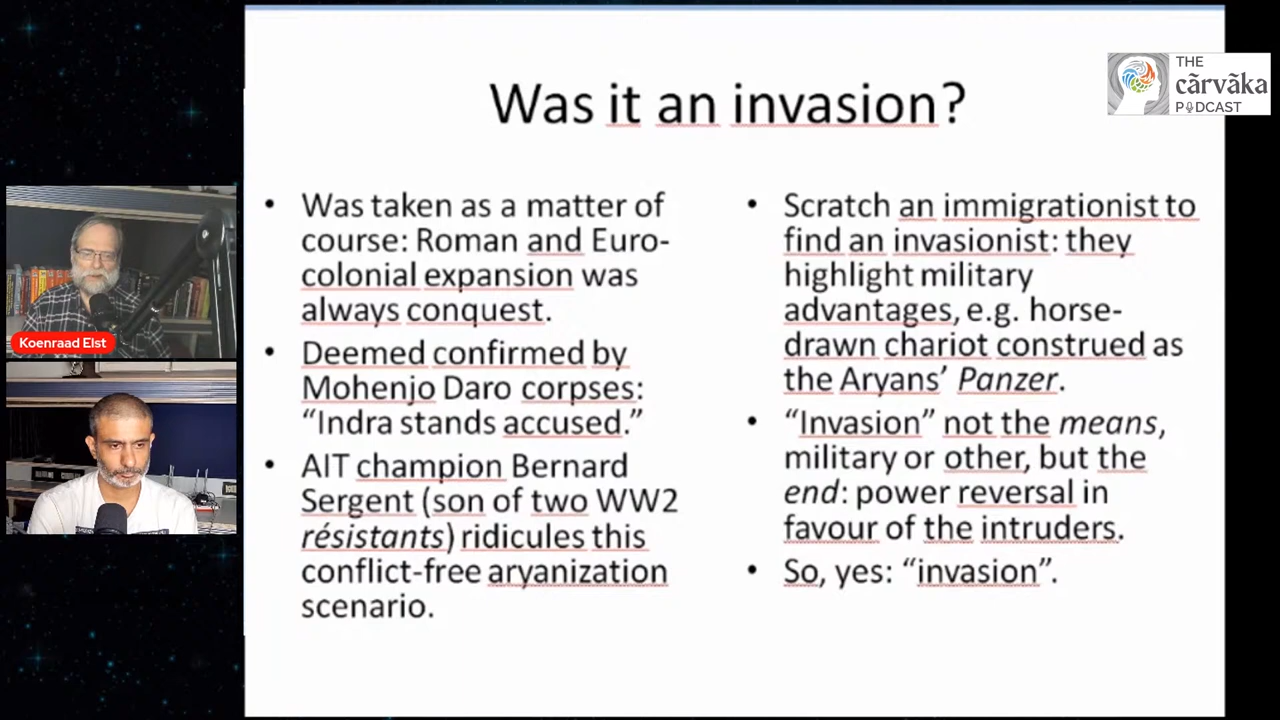 Was it an invasion?
THE
cārvāka
PODCAST
• Was taken as a matter of
course: Roman and Euro-
colonial expansion was
always conquest.
• Deemed confirmed by
Mohenjo Daro corpses:
“Indra stands accused.”
• AIT champion Bernard
Sergent (son of two WW2
résistants) ridicules this
conflict-free aryanization
scenario.
• Scratch an immigrationist to
find an invasionist: they
highlight military
advantages, e.g. horse-
drawn chariot construed as
the Aryans’ Panzer.
• “Invasion” not the means,
military or other, but the
end: power reversal in
favour of the intruders.
• So, yes: “invasion”.
Koenraad Elst